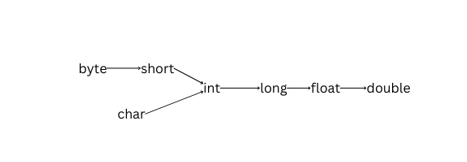 byte short
int long float double
char